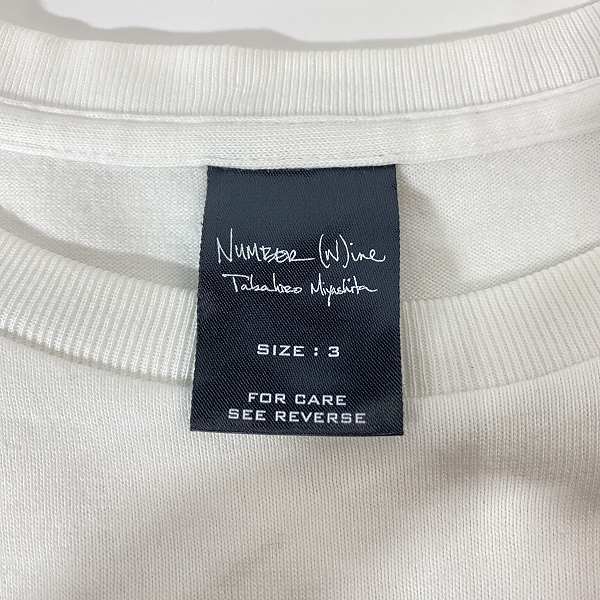 NUMBER (N)ine
Takahiro Miyashita
SIZE : 3
FOR CARE
SEE REVERSE